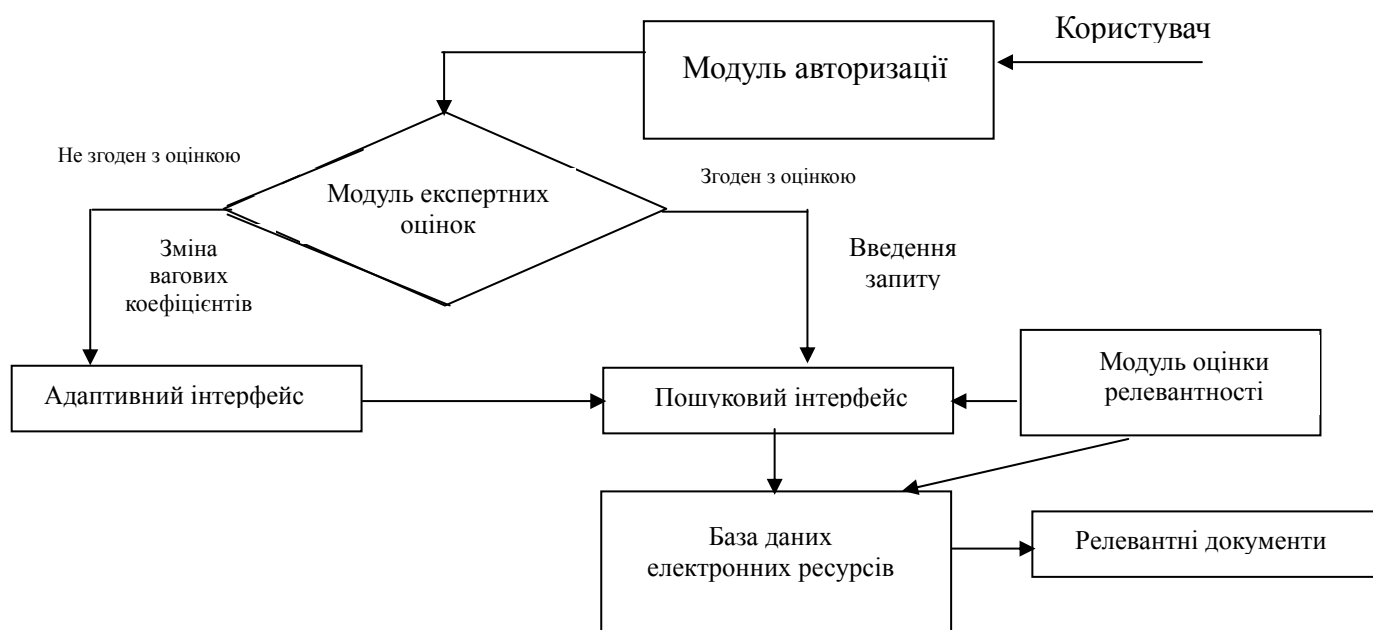 Користувач
Модуль авторизації
Не згоден з оцінкою
Згоден з оцінкою
Модуль експертних
оцінок
Зміна
вагових
коефіцієнтів
Введення
запиту
Адаптивний інтерфейс
Пошуковий інтерфейс
Модуль оцінки
релевантності
База даних
електронних ресурсів
Релевантні документи